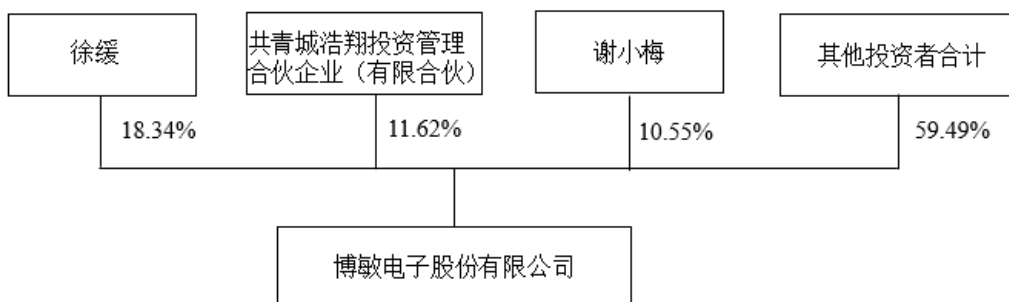 徐缓
共青城浩翔投资管理
合伙企业（有限合伙）
谢小梅
其他投资者合计
18.34%
11.62%
10.55%
59.49%
博敏电子股份有限公司